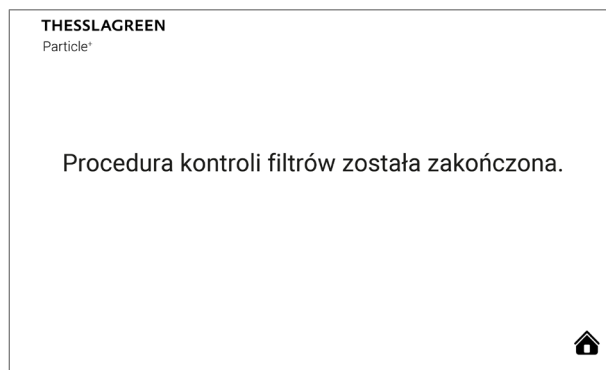 THESSLAGREEN
Particle⁺
Procedura kontroli filtrów została zakończona.